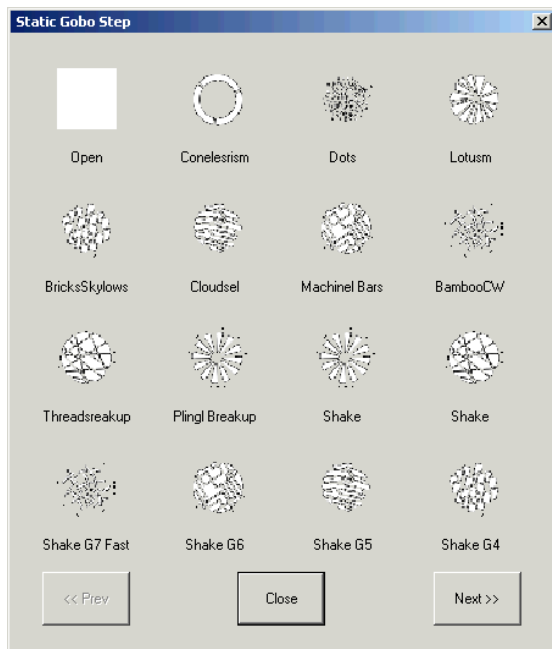 Static Gobo Step
Open Conelesrism Dots Lotusm
BricksSkylows Cloudsel Machinel Bars BambooCW
Threadsreakup Plingl Breakup Shake Shake
Shake G7 Fast Shake G6 Shake G5 Shake G4
<< Prev Close Next >>